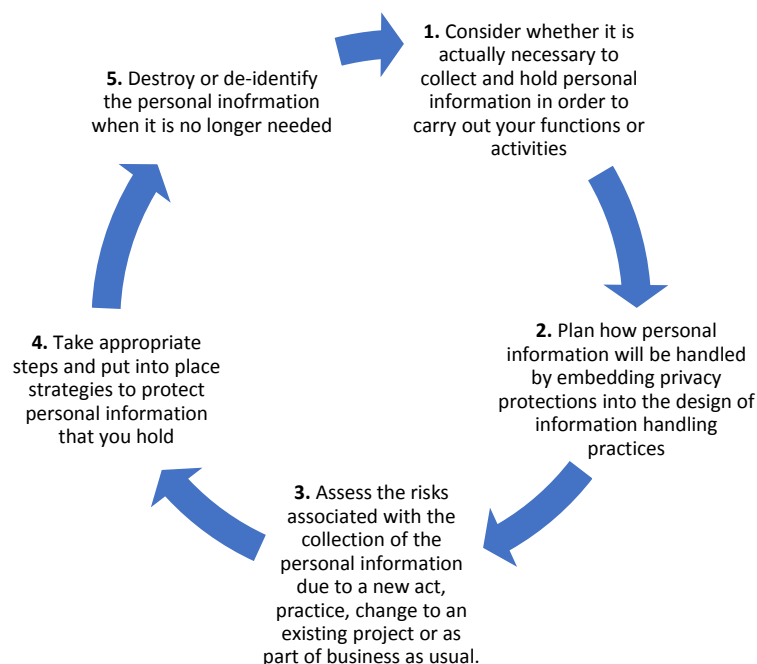 1. Consider whether it is
actually necessary to
collect and hold personal
information in order to
carry out your functions or
activities
2. Plan how personal
information will be handled
by embedding privacy
protections into the design of
information handling
practices
3. Assess the risks
associated with the
collection of the
personal information
due to a new act,
practice, change to an
existing project or as
part of business as usual.
4. Take appropriate
steps and put into place
strategies to protect
personal information
that you hold
5. Destroy or de-identify
the personal inofrmation
when it is no longer needed